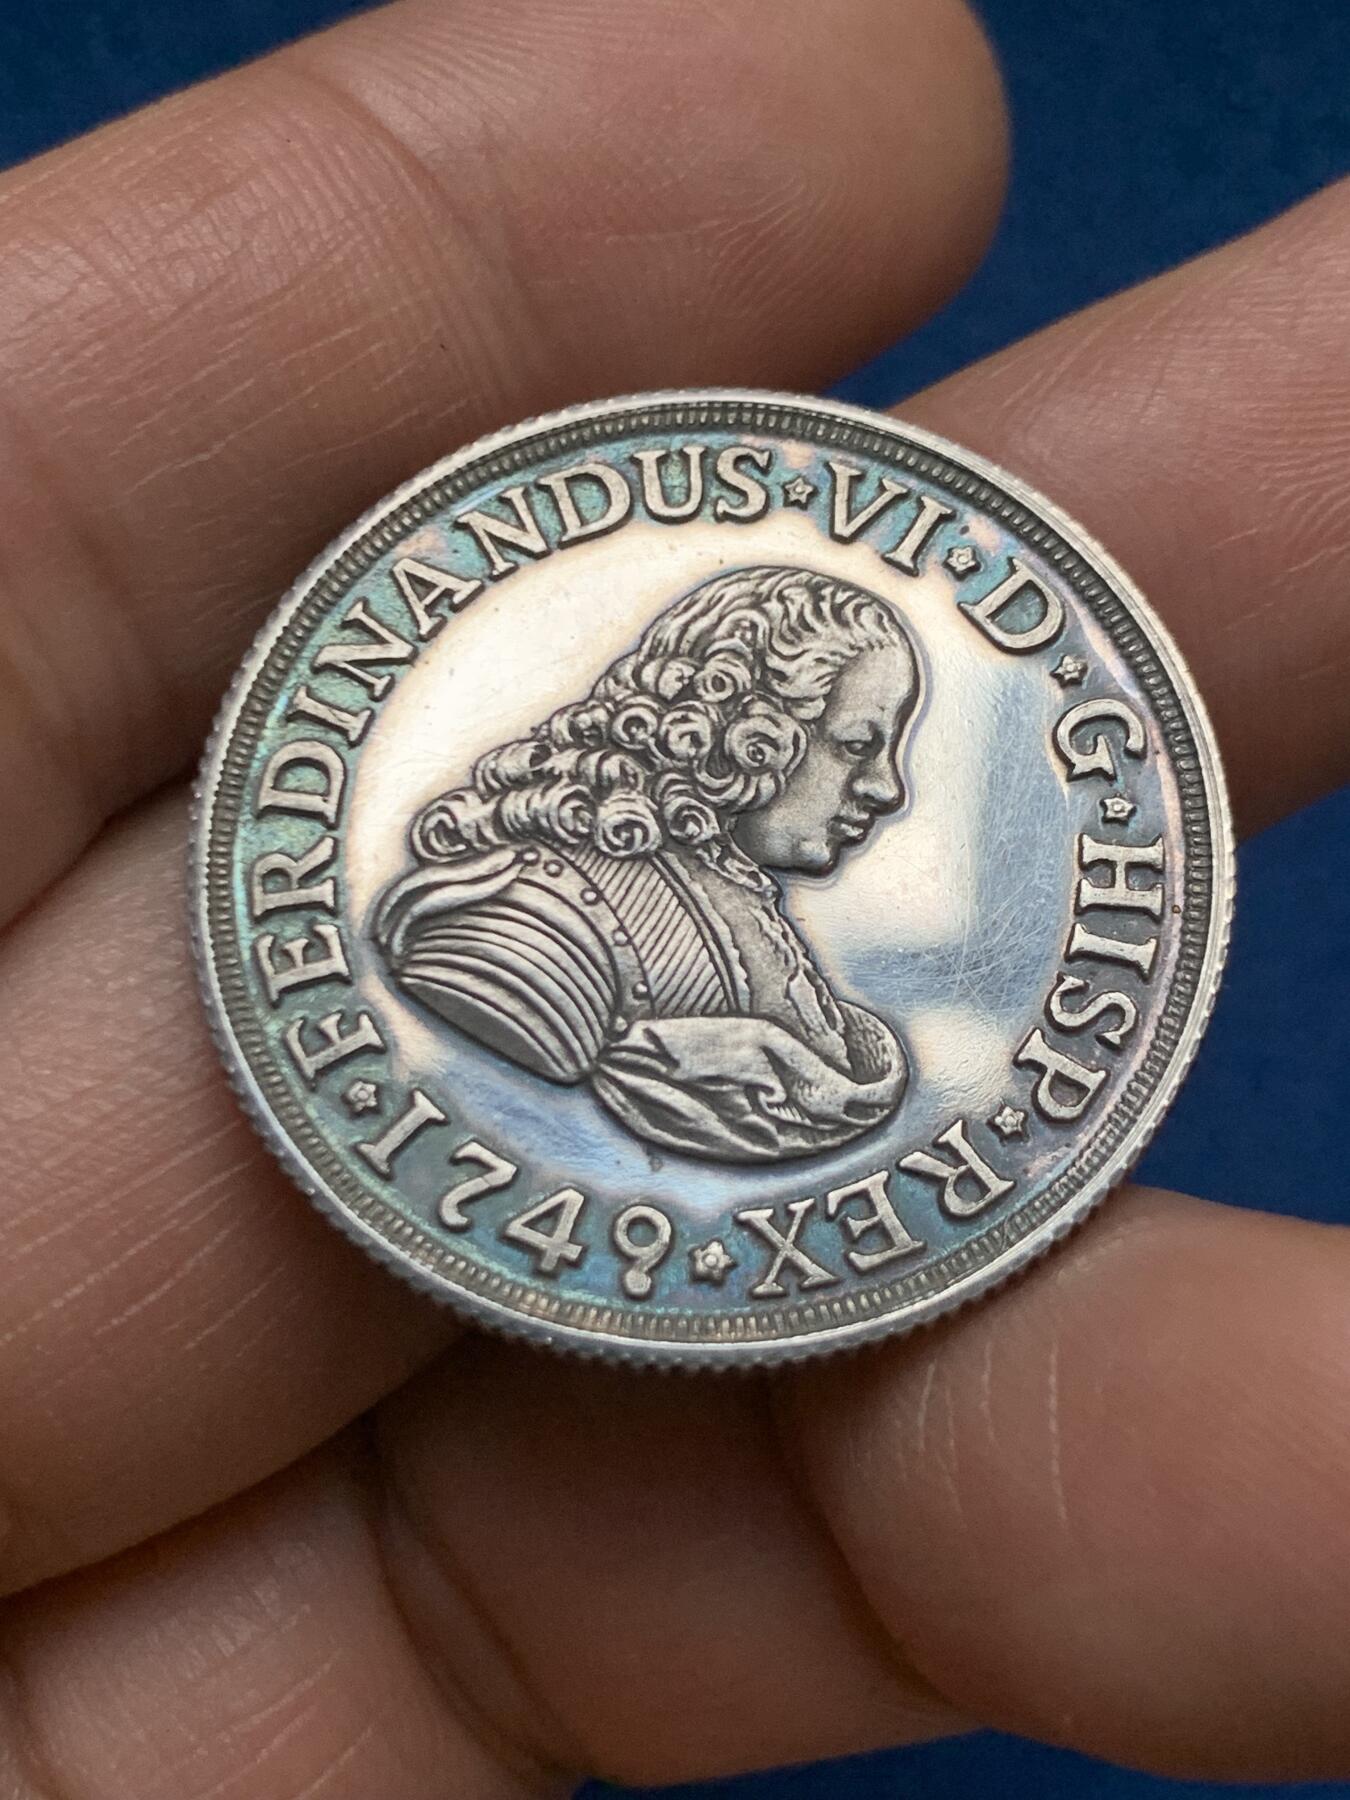 FERDINANDUS · VI · D · G · HISP · REX · 1749 ·